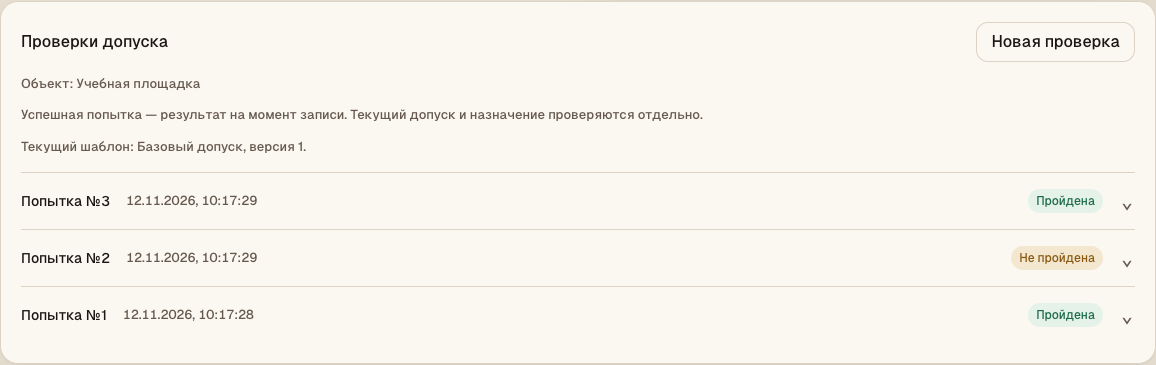 Проверки допуска
Новая проверка
Объект: Учебная площадка
Успешная попытка — результат на момент записи. Текущий допуск и назначение проверяются отдельно.
Текущий шаблон: Базовый допуск, версия 1.
Попытка №3 12.11.2026, 10:17:29 Пройдена
Попытка №2 12.11.2026, 10:17:29 Не пройдена
Попытка №1 12.11.2026, 10:17:28 Пройдена